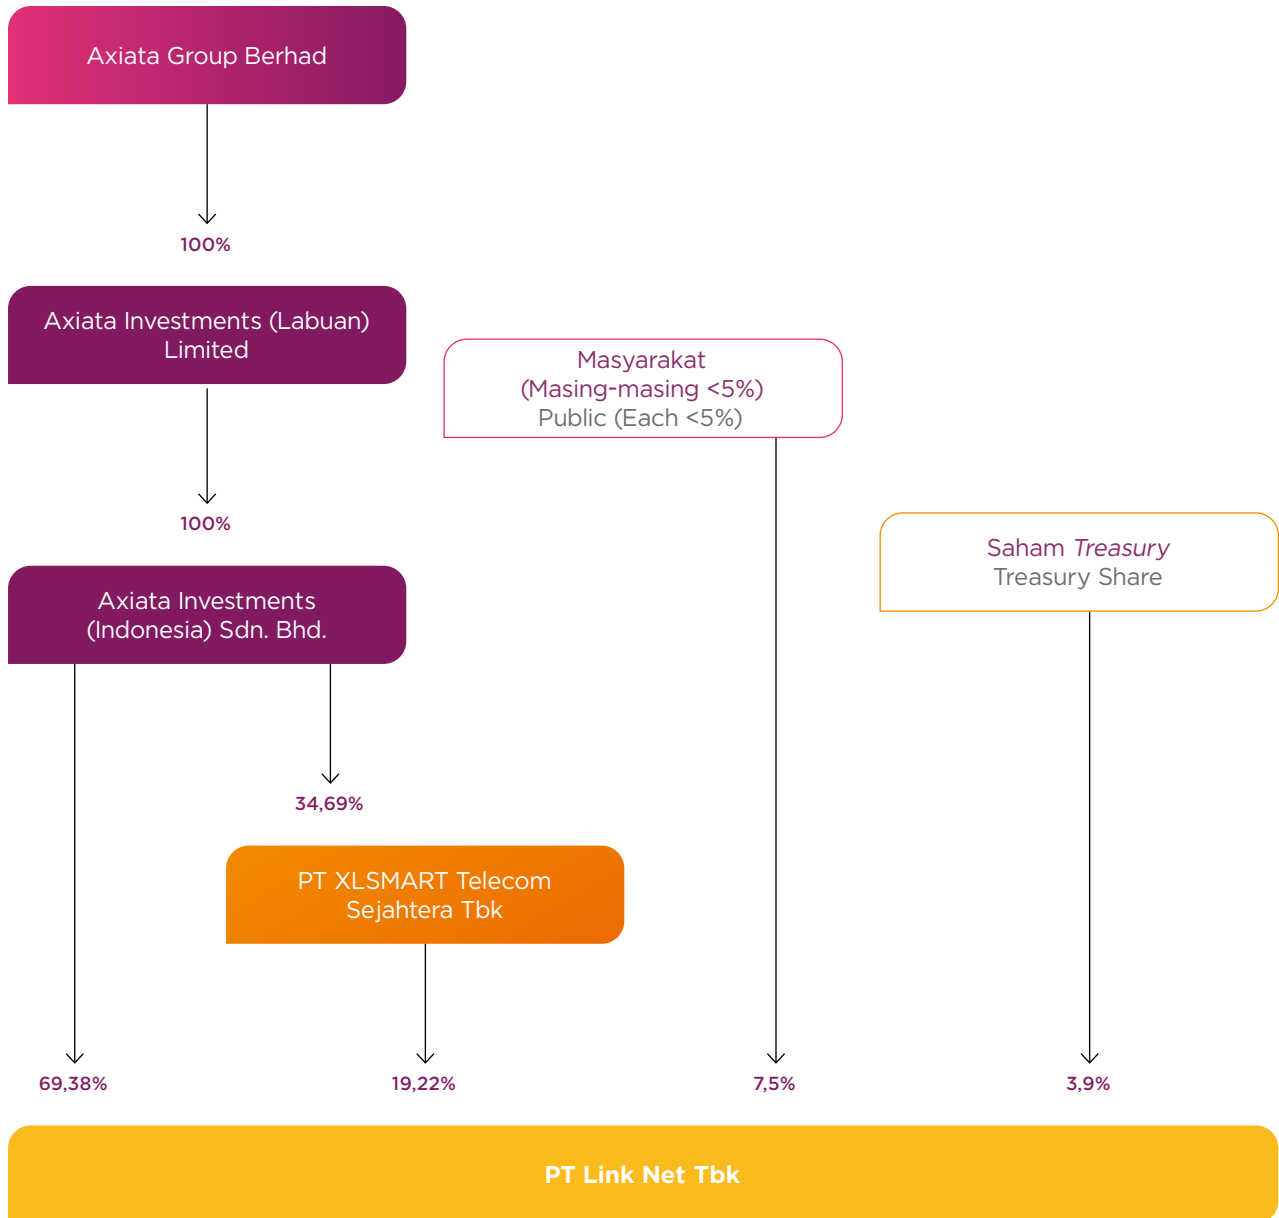 Axiata Group Berhad
100%
Axiata Investments (Labuan)
Limited
Masyarakat
(Masing-masing <5%)
Public (Each <5%)
100%
Saham Treasury
Treasury Share
Axiata Investments
(Indonesia) Sdn. Bhd.
34,69%
PT XLSMART Telecom
Sejahtera Tbk
69,38%
19,22%
7,5%
3,9%
PT Link Net Tbk